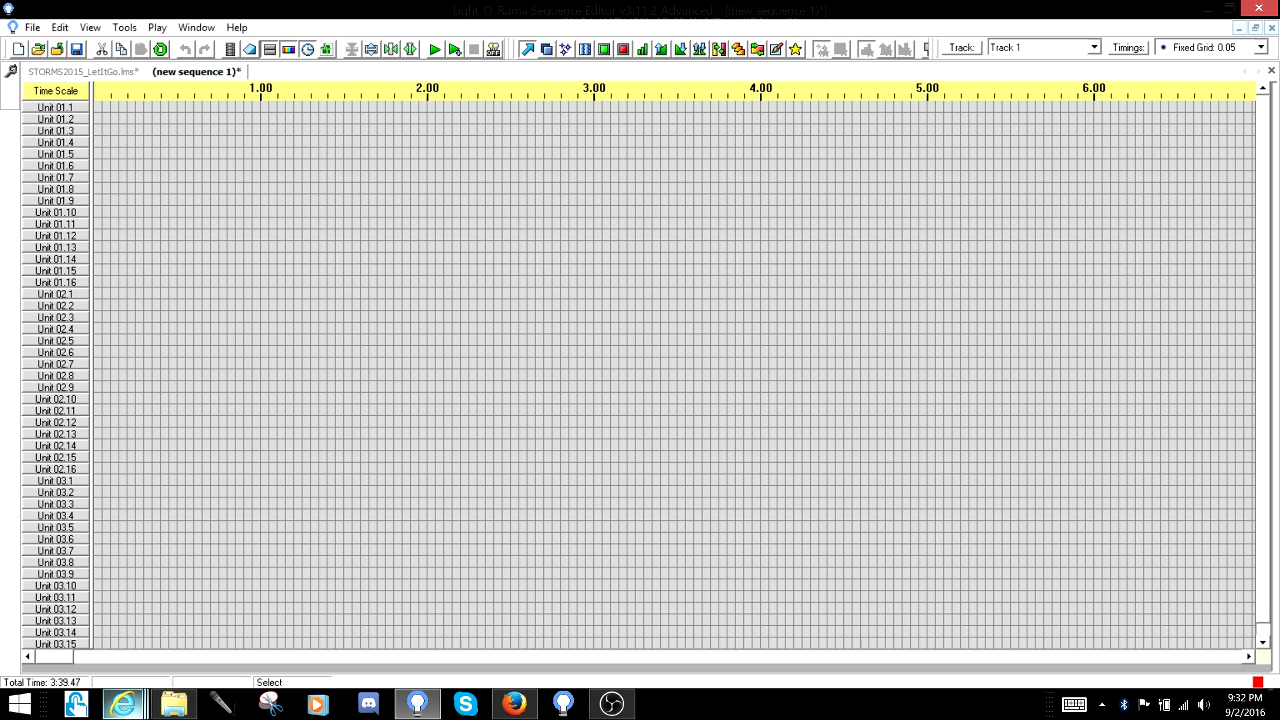 Light-O-Rama Sequence Editor v3.11.2 Advanced - [(new sequence 1)*]
File Edit View Tools Play Window Help
Track: Track 1 Timings: Fixed Grid: 0.05
STORMS2015_LetItGo.lms* (new sequence 1)*
Time Scale 1.00 2.00 3.00 4.00 5.00 6.00
Unit 01.1
Unit 01.2
Unit 01.3
Unit 01.4
Unit 01.5
Unit 01.6
Unit 01.7
Unit 01.8
Unit 01.9
Unit 01.10
Unit 01.11
Unit 01.12
Unit 01.13
Unit 01.14
Unit 01.15
Unit 01.16
Unit 02.1
Unit 02.2
Unit 02.3
Unit 02.4
Unit 02.5
Unit 02.6
Unit 02.7
Unit 02.8
Unit 02.9
Unit 02.10
Unit 02.11
Unit 02.12
Unit 02.13
Unit 02.14
Unit 02.15
Unit 02.16
Unit 03.1
Unit 03.2
Unit 03.3
Unit 03.4
Unit 03.5
Unit 03.6
Unit 03.7
Unit 03.8
Unit 03.9
Unit 03.10
Unit 03.11
Unit 03.12
Unit 03.13
Unit 03.14
Unit 03.15
Total Time: 3:39.47 Select
9:32 PM
9/2/2016